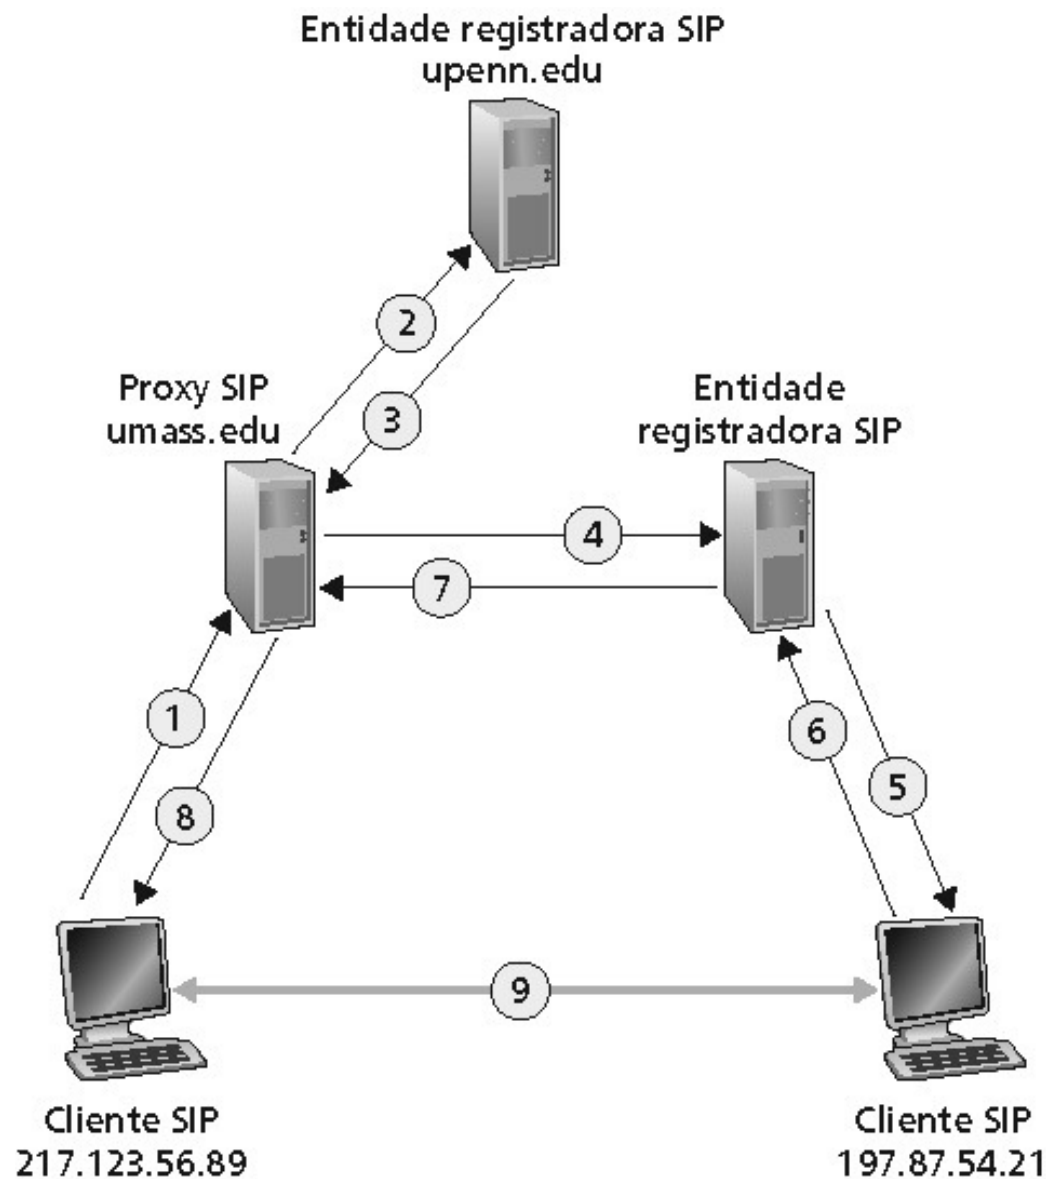 Entidade registradora SIP
upenn.edu
2
3
Proxy SIP
umass.edu
Entidade
registradora SIP
4
7
1
6
5
8
9
Cliente SIP
217.123.56.89
Cliente SIP
197.87.54.21